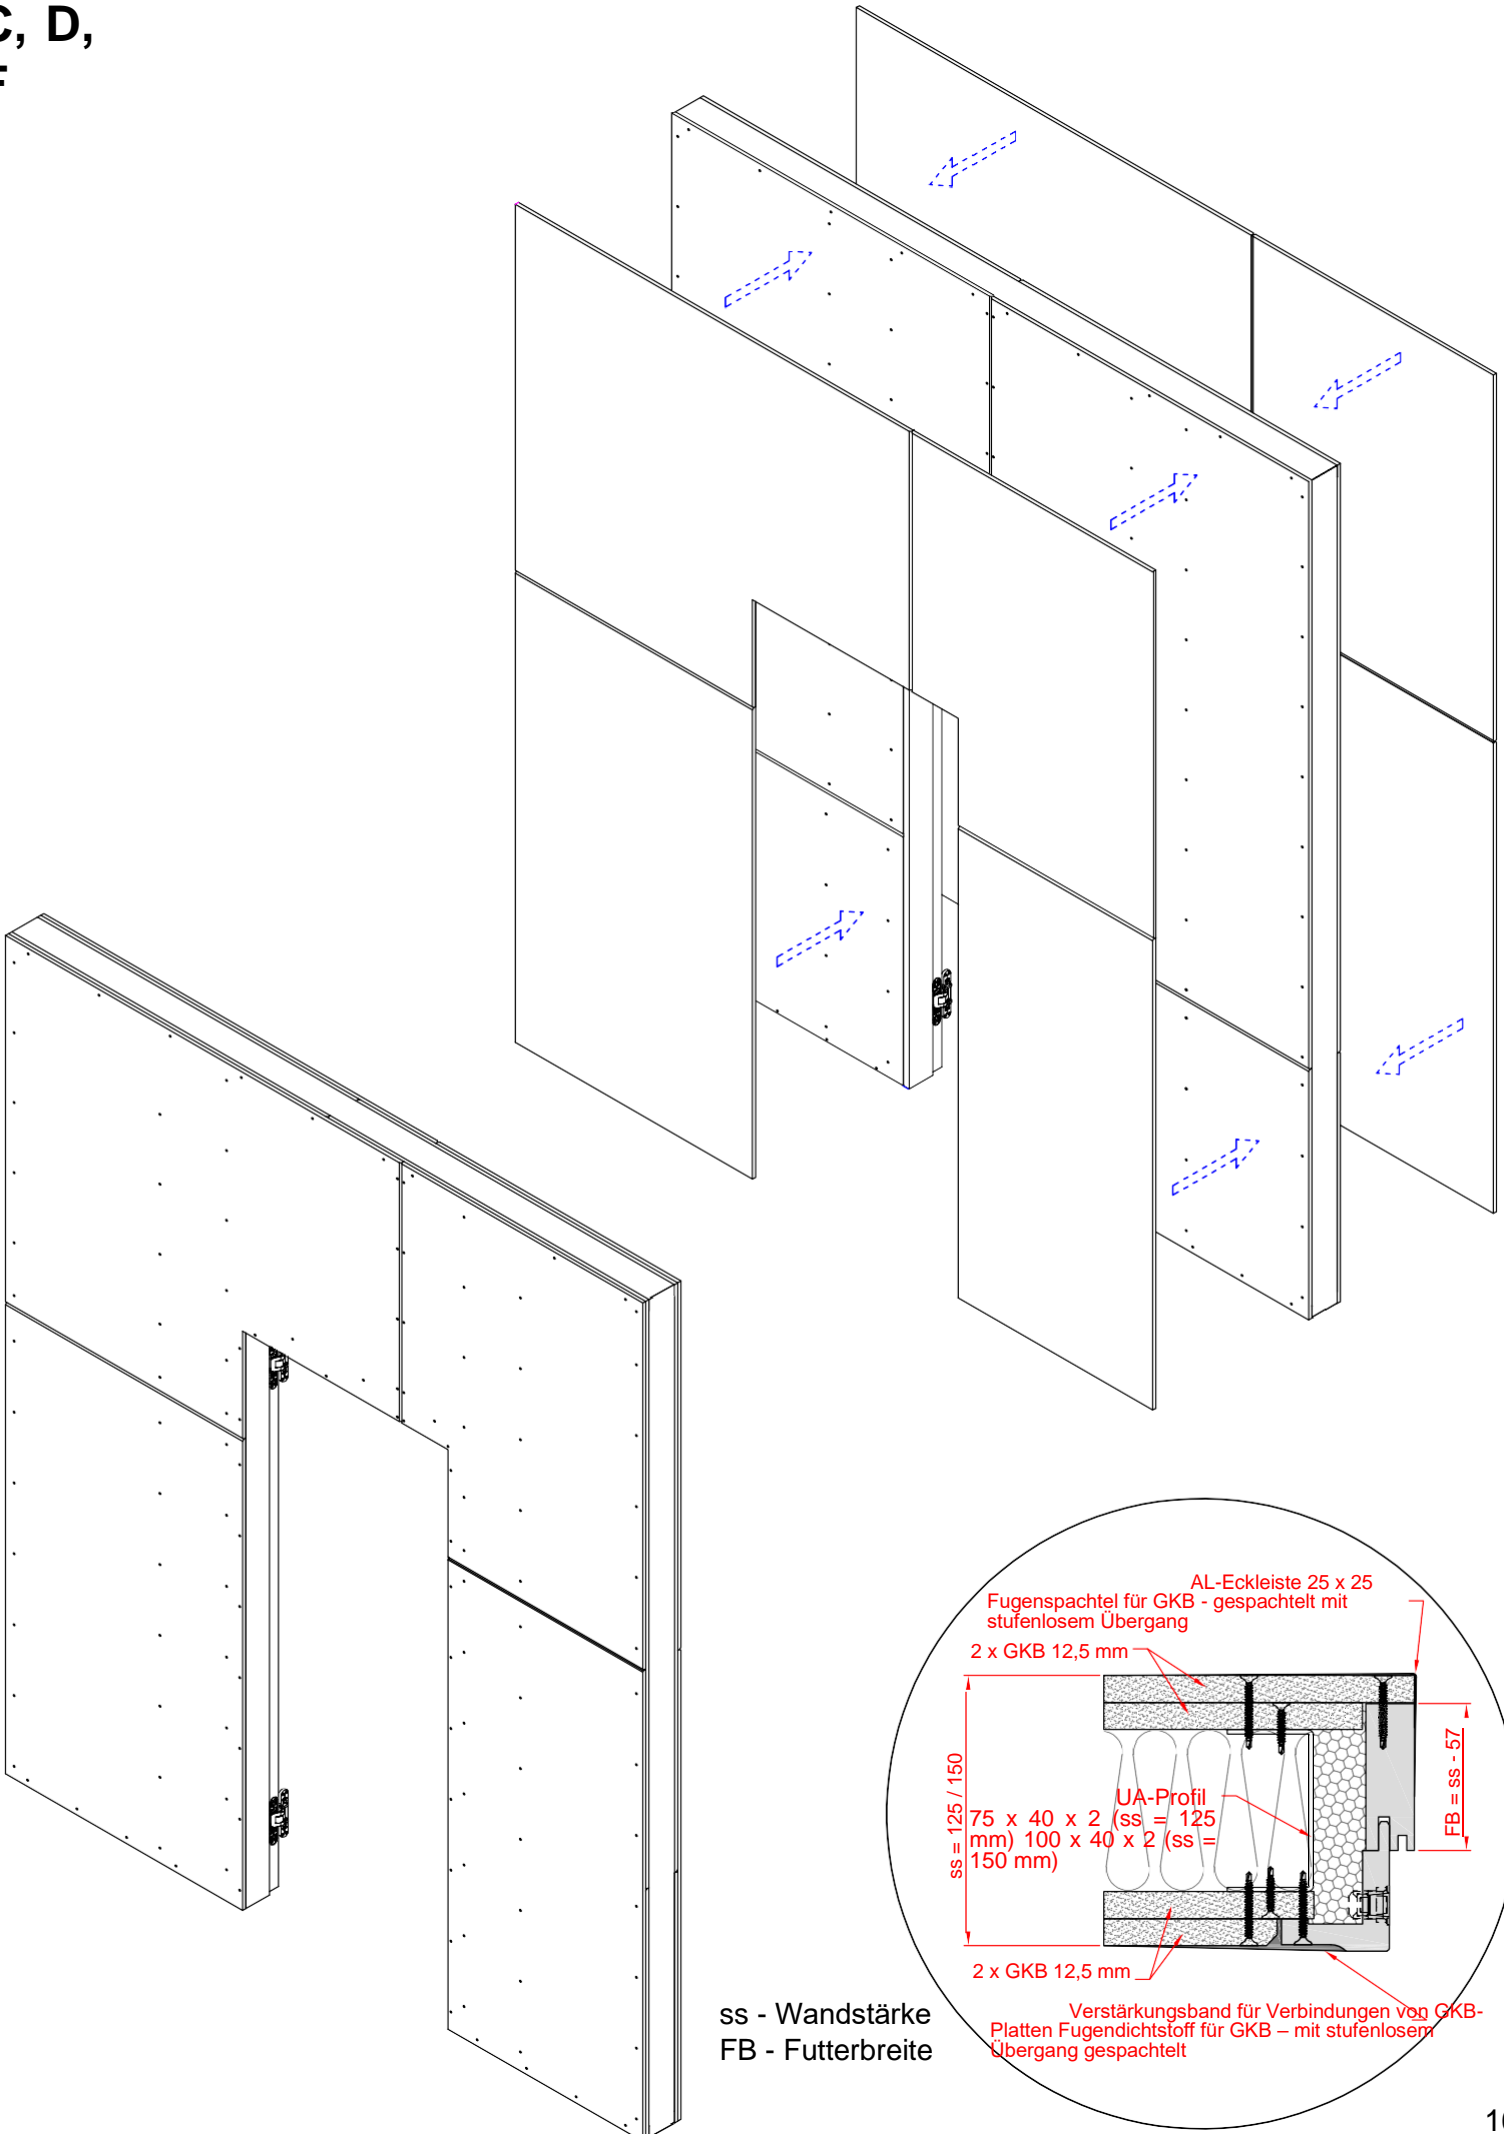 C, D,
AL-Eckleiste 25 x 25
Fugenspachtel für GKB - gespachtelt mit
stufenlosem Übergang
2 x GKB 12,5 mm
ss = 125 / 150
FB = ss - 57
UA-Profil
75 x 40 x 2 (ss = 125
mm) 100 x 40 x 2 (ss =
150 mm)
2 x GKB 12,5 mm
Verstärkungsband für Verbindungen von GKB-
Platten Fugendichtstoff für GKB – mit stufenlosem
Übergang gespachtelt
ss - Wandstärke
FB - Futterbreite